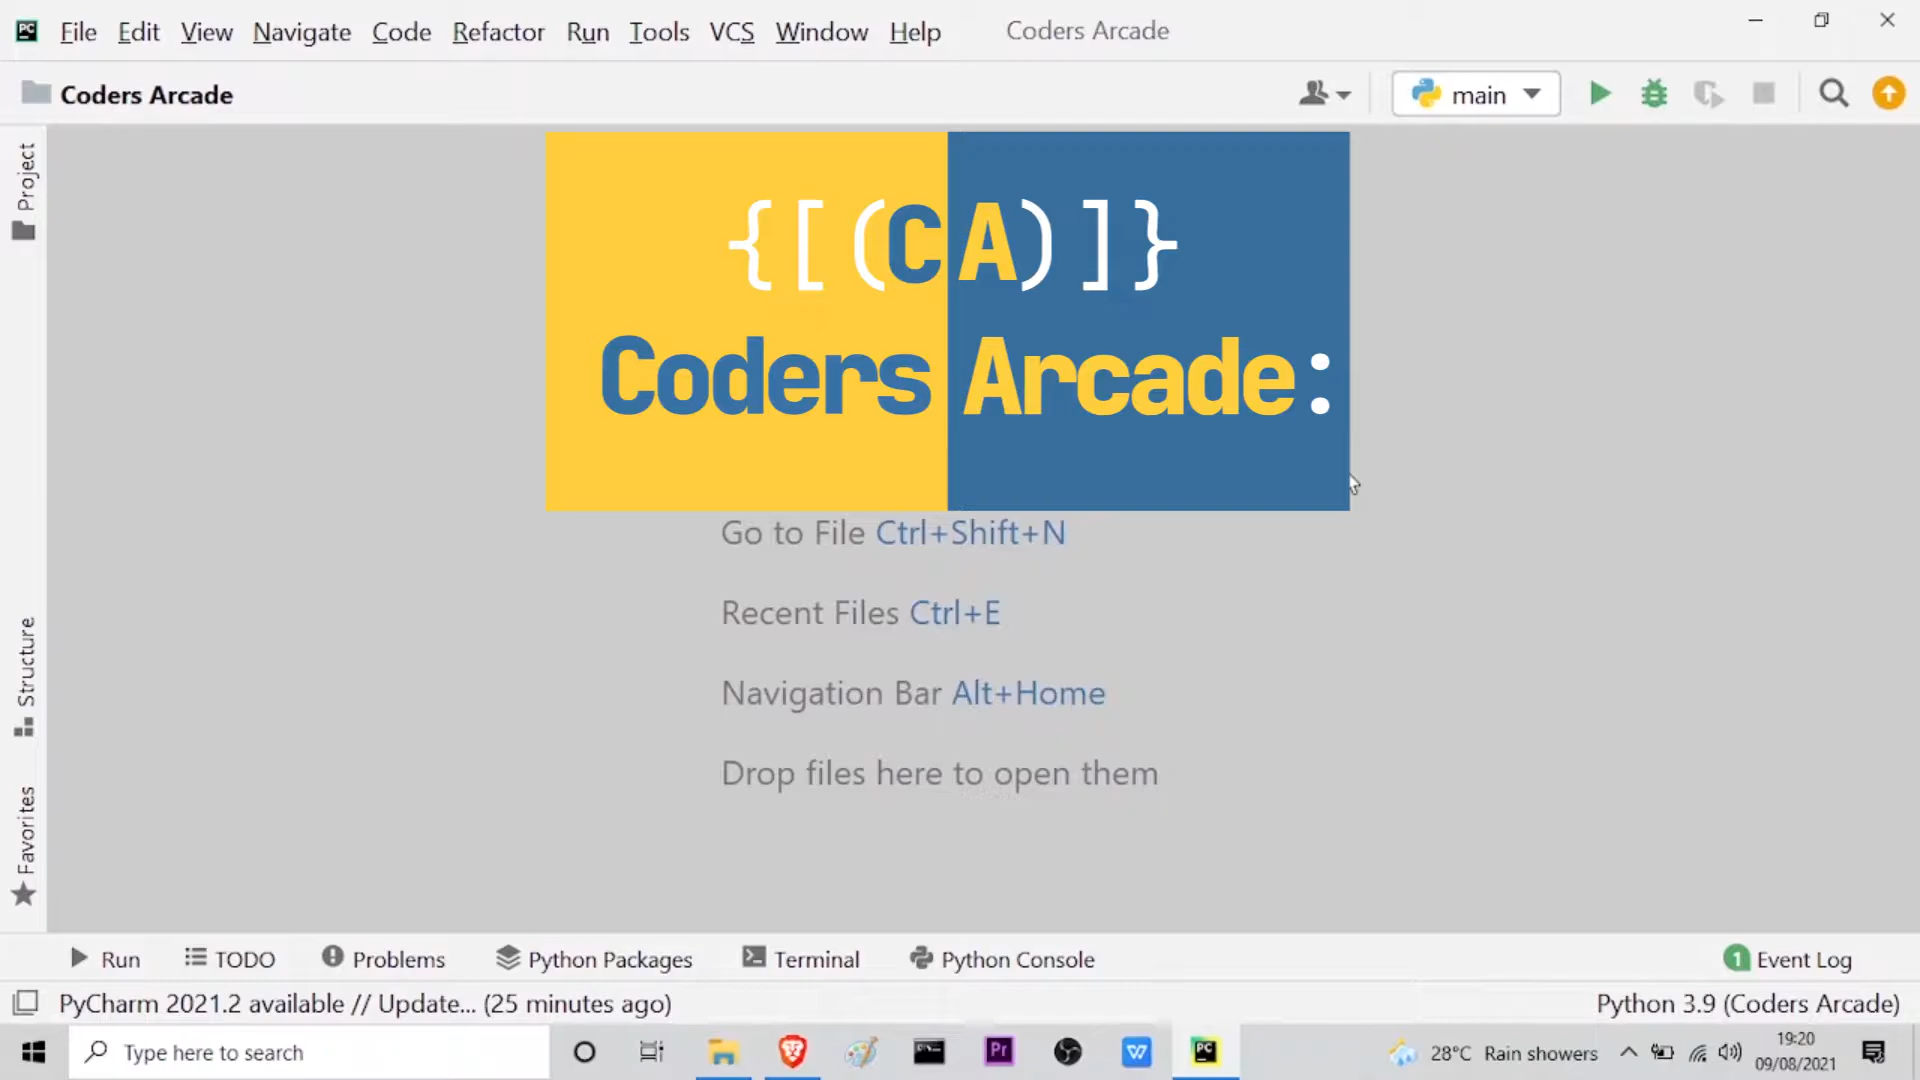 File Edit View Navigate Code Refactor Run Tools VCS Window Help Coders Arcade
Coders Arcade
main
Project
{[(CA)]}
Coders Arcade:
Go to File Ctrl+Shift+N
Recent Files Ctrl+E
Navigation Bar Alt+Home
Drop files here to open them
Structure
Favorites
Run TODO Problems Python Packages Terminal Python Console 1 Event Log
PyCharm 2021.2 available // Update... (25 minutes ago) Python 3.9 (Coders Arcade)
Type here to search
Pr
W
PC
28°C Rain showers
19:20
09/08/2021